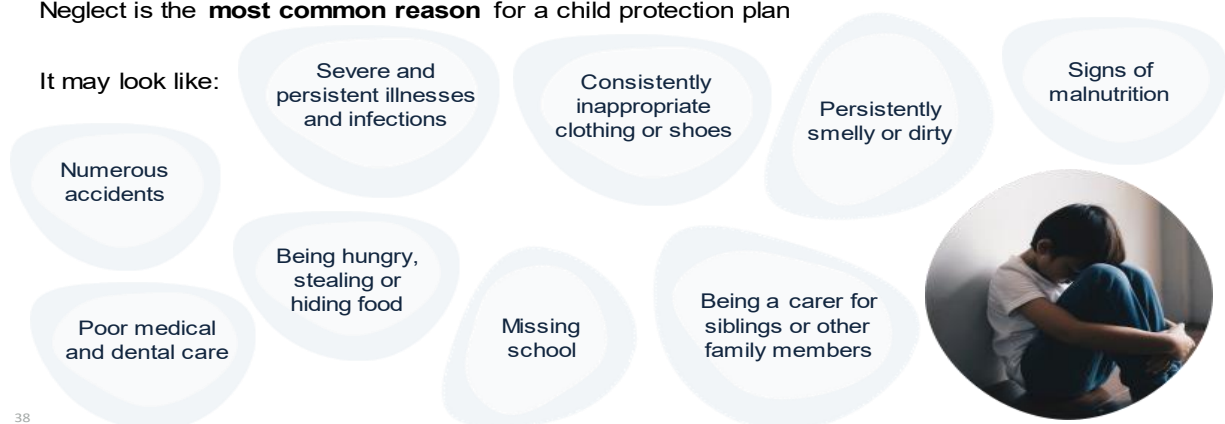 Neglect is the most common reason for a child protection plan
It may look like:
Severe and
persistent illnesses
and infections
Consistently
inappropriate
clothing or shoes
Persistently
smelly or dirty
Signs of
malnutrition
Numerous
accidents
Being hungry,
stealing or
hiding food
Poor medical
and dental care
Missing
school
Being a carer for
siblings or other
family members
38